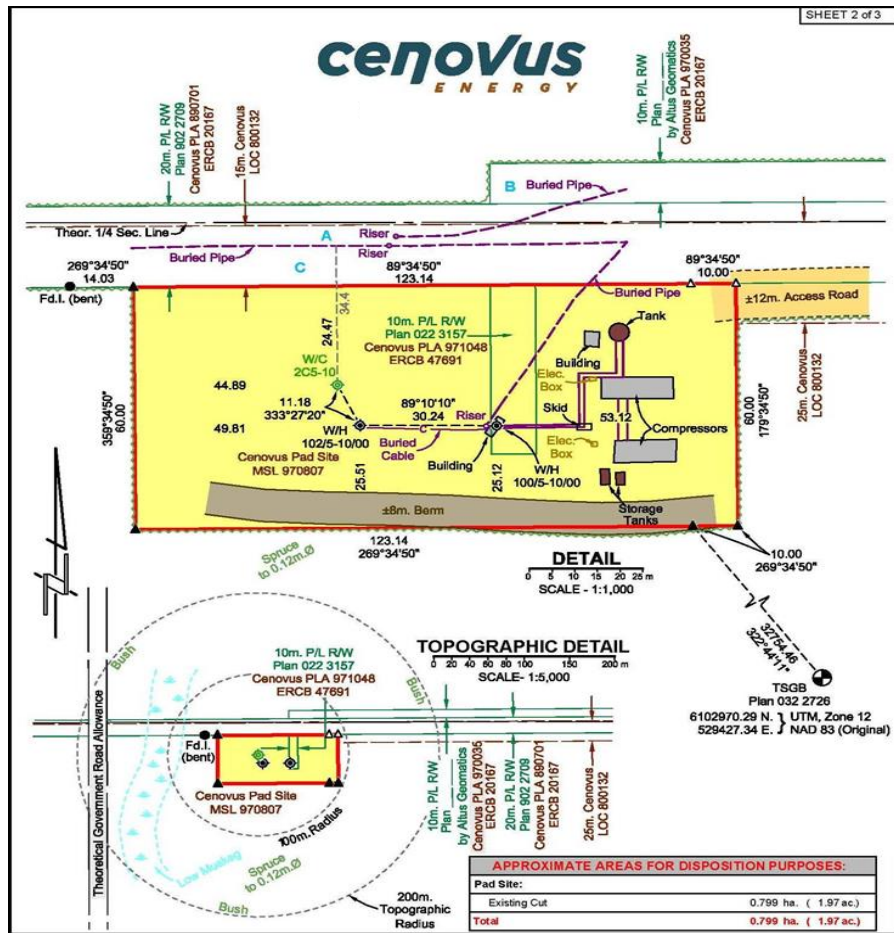 SHEET 2 of 3
cenovus
ENERGY
20m. P/L R/W
Plan 902 2709
Cenovus PLA 890701
ERCB 20167
15m. Cenovus
LOC 800132
10m. P/L R/W
Plan
by Altus Geomatics
Cenovus PLA 970035
ERCB 20167
B
Buried Pipe
Theor. 1/4 Sec. Line
A
Riser
Riser
Buried Pipe
C
269°34'50"
14.03
89°34'50"
123.14
89°34'50"
10.00
Fd.I. (bent)
Buried Pipe
±12m. Access Road
34.4
24.47
10m. P/L R/W
Plan 022 3157
Cenovus PLA 971048
ERCB 47691
Tank
Building
W/C
2C5-10
Elec.
Box
25m. Cenovus
LOC 800132
359°34'50"
60.00
44.89
11.18
333°27'20"
89°10'10"
30.24
Riser
Skid
53.12
Compressors
60.00
179°34'50"
49.81
W/H
102/5-10/00
C
Buried
Cable
Elec.
Box
Cenovus Pad Site
MSL 970807
Building
W/H
100/5-10/00
25.51
25.12
±8m. Berm
Storage
Tanks
123.14
269°34'50"
10.00
269°34'50"
Spruce
to 0.12m.Ø
DETAIL
0 5 10 15 20 25 m
SCALE - 1:1,000
N
32754.46
322°44'11"
TSGB
Plan 032 2726
6102970.29 N.
529427.34 E.
UTM, Zone 12
NAD 83 (Original)
TOPOGRAPHIC DETAIL
0 20 40 60 80 100 150 200 m
SCALE- 1:5,000
10m. P/L R/W
Plan 022 3157
Cenovus PLA 971048
ERCB 47691
Bush
Bush
Fd.I.
(bent)
Cenovus Pad Site
MSL 970807
100m. Radius
Theoretical Government Road Allowance
Low Muskeg
Spruce
to 0.12m.Ø
Bush
200m.
Topographic
Radius
10m. P/L R/W
Plan
by Altus Geomatics
Cenovus PLA 970035
ERCB 20167
20m. P/L R/W
Plan 902 2709
Cenovus PLA 890701
ERCB 20167
25m. Cenovus
LOC 800132
APPROXIMATE AREAS FOR DISPOSITION PURPOSES:
Pad Site:
Existing Cut 0.799 ha. ( 1.97 ac.)
Total 0.799 ha. ( 1.97 ac.)